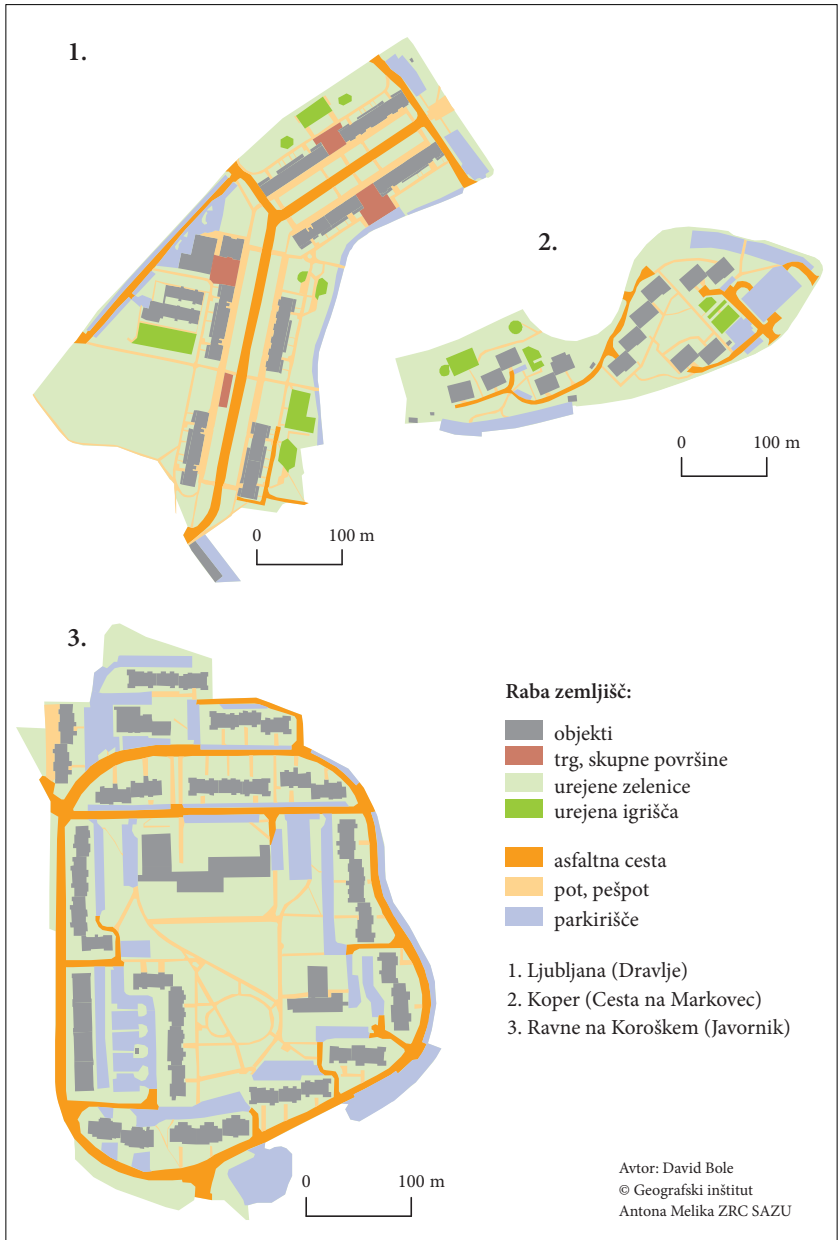 1.
2.
0 100 m
0 100 m
3.
Raba zemljišč:
objekti
trg, skupne površine
urejene zelenice
urejena igrišča
asfaltna cesta
pot, pešpot
parkirišče
1. Ljubljana (Dravlje)
2. Koper (Cesta na Markovec)
3. Ravne na Koroškem (Javornik)
0 100 m
Avtor: David Bole
© Geografski inštitut
Antona Melika ZRC SAZU